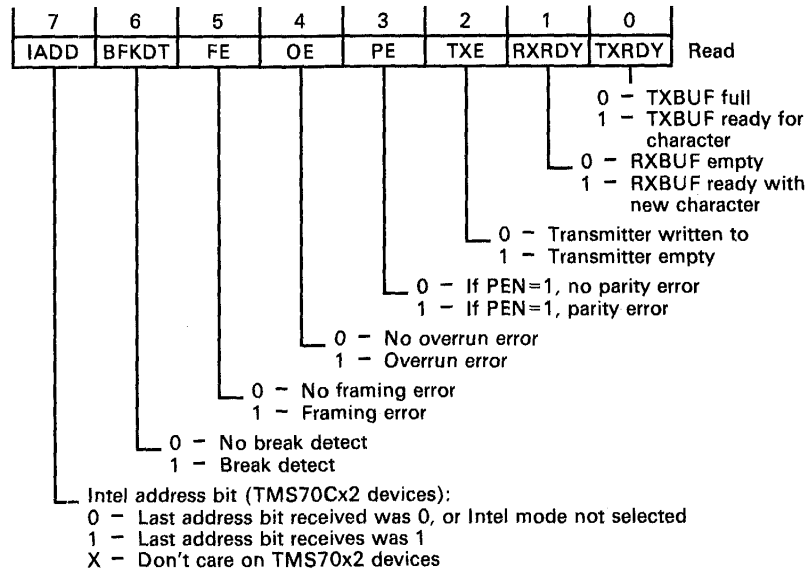 7 6 5 4 3 2 1 0
IADD BFKDT FE OE PE TXE RXRDY TXRDY Read
0 – TXBUF full
1 – TXBUF ready for
character
0 – RXBUF empty
1 – RXBUF ready with
new character
0 – Transmitter written to
1 – Transmitter empty
0 – If PEN=1, no parity error
1 – If PEN=1, parity error
0 – No overrun error
1 – Overrun error
0 – No framing error
1 – Framing error
0 – No break detect
1 – Break detect
Intel address bit (TMS70Cx2 devices):
0 – Last address bit received was 0, or Intel mode not selected
1 – Last address bit receives was 1
X – Don't care on TMS70x2 devices